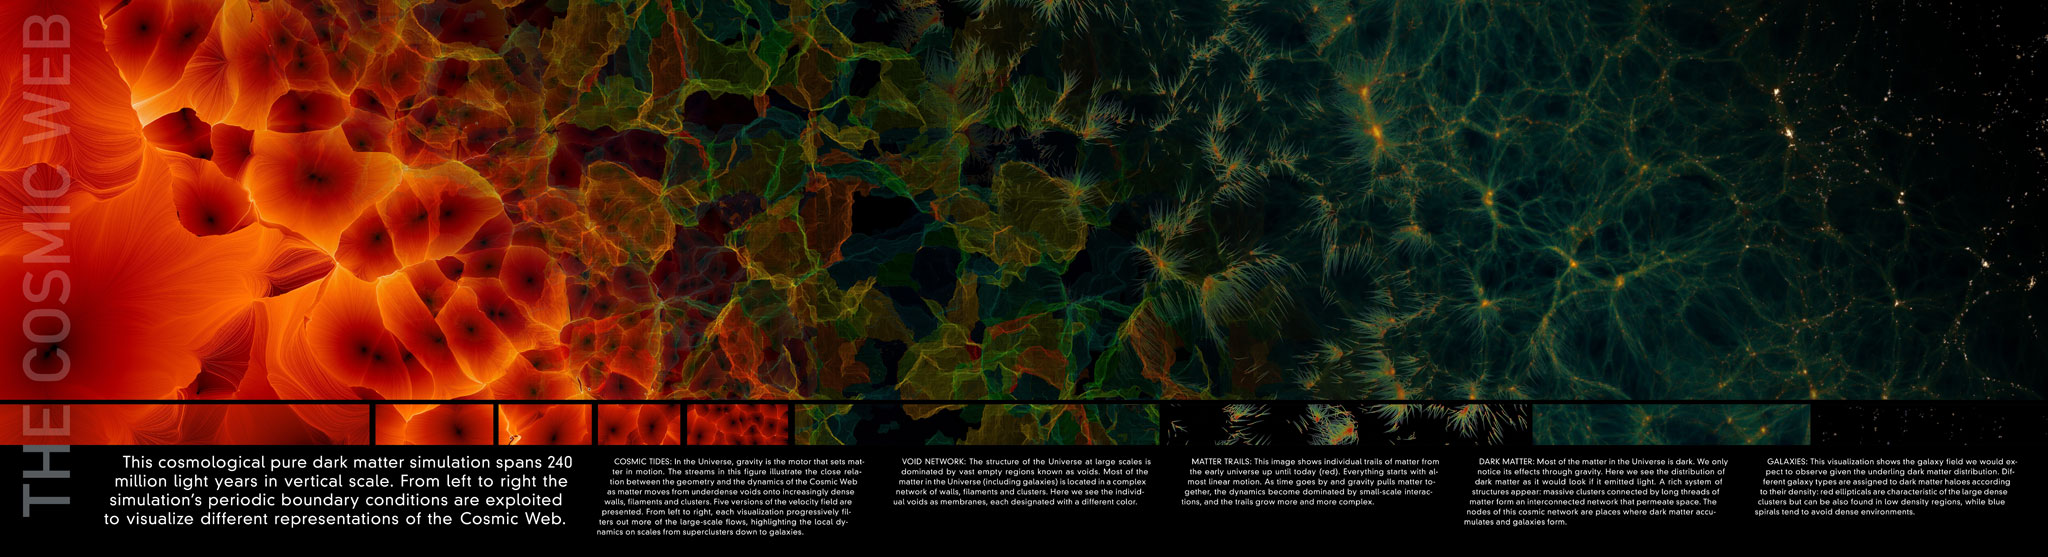 THE COSMIC WEB
This cosmological pure dark matter simulation spans 240
million light years in vertical scale. From left to right the
simulation's periodic boundary conditions are exploited
to visualize different representations of the Cosmic Web.
COSMIC TIDES: In the Universe, gravity is the motor that sets mat-
ter in motion. The streams in this figure illustrate the close rela-
tion between the geometry and the dynamics of the Cosmic Web
as matter moves from underdense voids onto increasingly dense
walls, filaments and clusters. Five versions of the velocity field are
presented. From left to right, each visualization progressively fil-
ters out more of the large-scale flows, highlighting the local dy-
namics on scales from superclusters down to galaxies.
VOID NETWORK: The structure of the Universe at large scales is
dominated by vast empty regions known as voids. Most of the
matter in the Universe (including galaxies) is located in a complex
network of walls, filaments and clusters. Here we see the individ-
ual voids as membranes, each designated with a different color.
MATTER TRAILS: This image shows individual trails of matter from
the early universe up until today (red). Everything starts with al-
most linear motion. As time goes by and gravity pulls matter to-
gether, the dynamics become dominated by small-scale interac-
tions, and the trails grow more and more complex.
DARK MATTER: Most of the matter in the Universe is dark. We only
notice its effects through gravity. Here we see the distribution of
dark matter as it would look if it emitted light. A rich system of
structures appear: massive clusters connected by long threads of
matter form an interconnected network that permeate space. The
nodes of this cosmic network are places where dark matter accu-
mulates and galaxies form.
GALAXIES: This visualization shows the galaxy field we would ex-
pect to observe given the underling dark matter distribution. Dif-
ferent galaxy types are assigned to dark matter haloes according
to their density: red ellipticals are characteristic of the large dense
clusters but can be also found in low density regions, while blue
spirals tend to avoid dense environments.